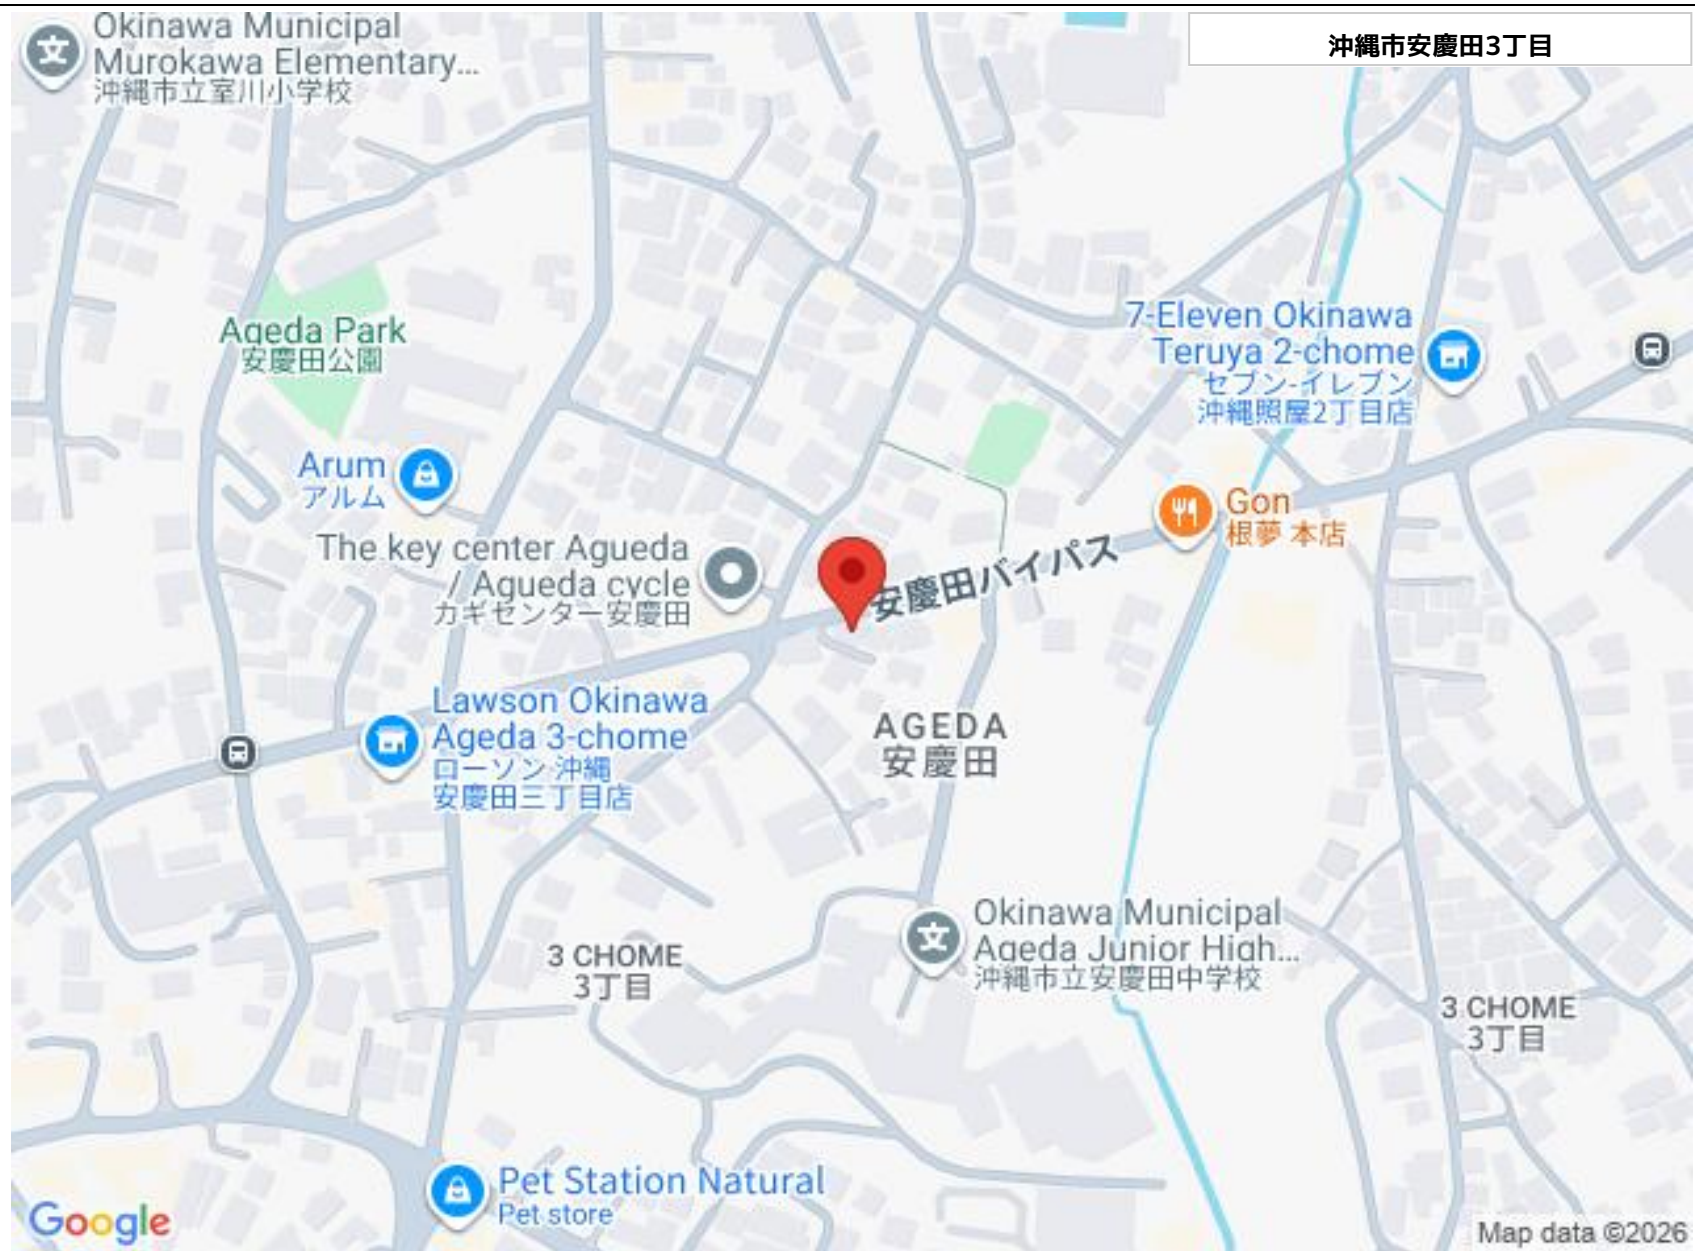 Okinawa Municipal
Murokawa Elementary...
沖縄市立室川小学校
沖縄市安慶田3丁目
Ageda Park
安慶田公園
7-Eleven Okinawa
Teruya 2-chome
セブン-イレブン
沖縄照屋2丁目店
Arum
アルム
Gon
根夢 本店
The key center Agueda
/ Agueda cycle
カギセンター安慶田
安慶田バイパス
Lawson Okinawa
Ageda 3-chome
ローソン 沖縄
安慶田三丁目店
AGEDA
安慶田
Okinawa Municipal
Ageda Junior High...
沖縄市立安慶田中学校
3 CHOME
3丁目
3 CHOME
3丁目
Pet Station Natural
Pet store
Google
Map data ©2026